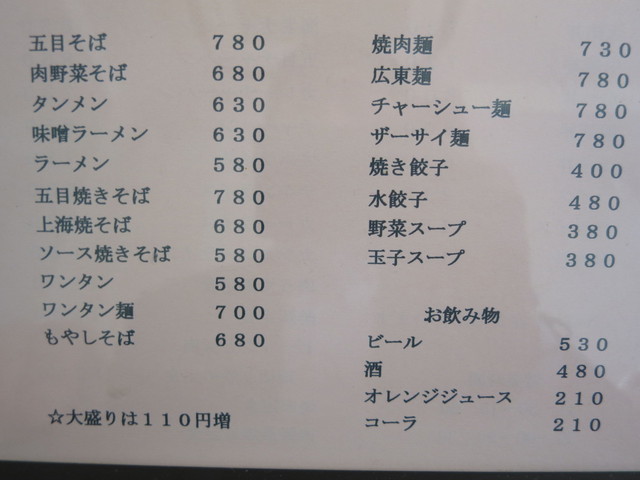 五目そば ７８０
肉野菜そば ６８０
タンメン ６３０
味噌ラーメン ６３０
ラーメン ５８０
五目焼きそば ７８０
上海焼そば ６８０
ソース焼きそば ５８０
ワンタン ５８０
ワンタン麺 ７００
もやしそば ６８０
☆大盛りは１１０円増
焼肉麺 ７３０
広東麺 ７８０
チャーシュー麺 ７８０
ザーサイ麺 ７８０
焼き餃子 ４００
水餃子 ４８０
野菜スープ ３８０
玉子スープ ３８０
お飲み物
ビール ５３０
酒 ４８０
オレンジジュース ２１０
コーラ ２１０